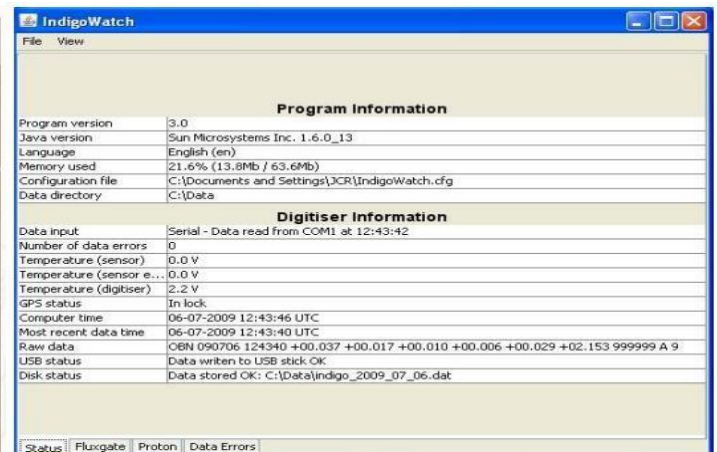 IndigoWatch
File View
Program Information
Program version 3.0
Java version Sun Microsystems Inc. 1.6.0_13
Language English (en)
Memory used 21.6% (13.8Mb / 63.6Mb)
Configuration file C:\Documents and Settings\JCR\IndigoWatch.cfg
Data directory C:\Data
Digitiser Information
Data input Serial - Data read from COM1 at 12:43:42
Number of data errors 0
Temperature (sensor) 0.0 V
Temperature (sensor e... 0.0 V
Temperature (digitiser) 2.2 V
GPS status In lock
Computer time 06-07-2009 12:43:46 UTC
Most recent data time 06-07-2009 12:43:40 UTC
Raw data OBN 090706 124340 +00.037 +00.017 +00.010 +00.006 +00.029 +02.153 999999 A 9
USB status Data writen to USB stick OK
Disk status Data stored OK: C:\Data\indigo_2009_07_06.dat
Status Fluxgate Proton Data Errors